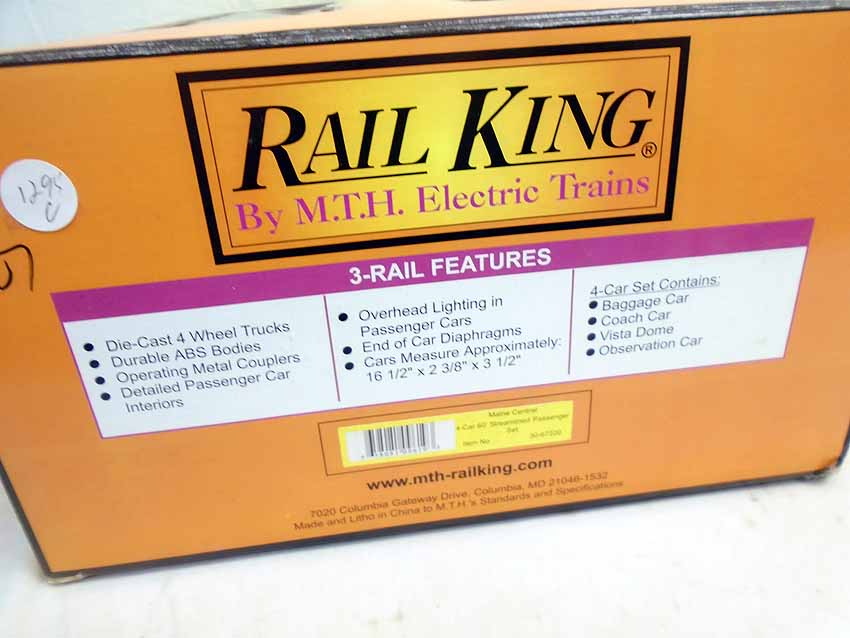 RAIL KING®
By M.T.H. Electric Trains
3-RAIL FEATURES
• Die-Cast 4 Wheel Trucks
• Durable ABS Bodies
• Operating Metal Couplers
• Detailed Passenger Car
Interiors
• Overhead Lighting in
Passenger Cars
• End of Car Diaphragms
• Cars Measure Approximately:
16 1/2" x 2 3/8" x 3 1/2"
4-Car Set Contains:
• Baggage Car
• Coach Car
• Vista Dome
• Observation Car
1295
C
Maine Central
4-Car 60' Streamlined Passenger
Set
Item No
www.mth-railking.com
7020 Columbia Gateway Drive, Columbia, MD 21046-1532
Made and Litho in China to M.T.H.'s Standards and Specifications